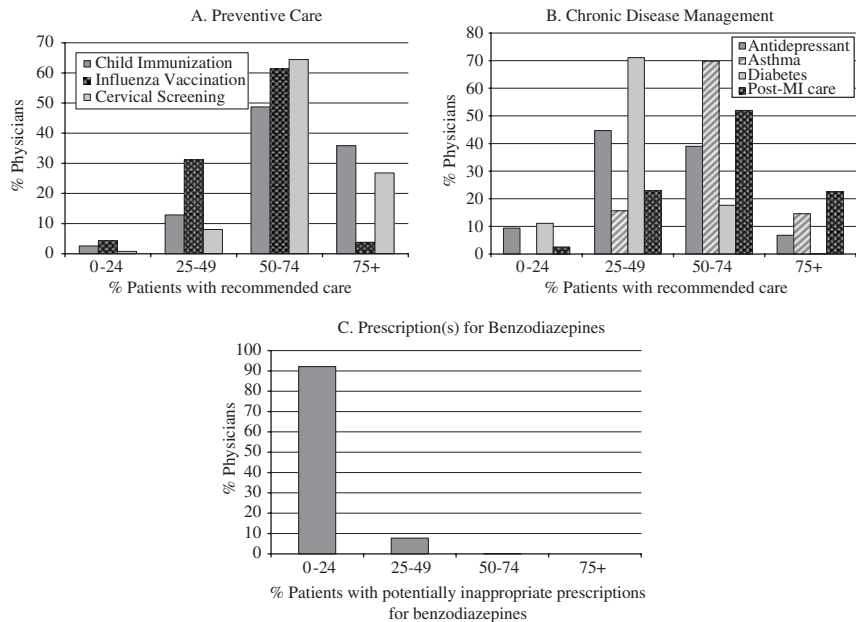 A. Preventive Care
70
60
50
40
30
20
10
0
% Physicians
Child Immunization
Influenza Vaccination
Cervical Screening
0-24 25-49 50-74 75+
% Patients with recommended care
B. Chronic Disease Management
80
70
60
50
40
30
20
10
0
% Physicians
Antidepressant
Asthma
Diabetes
Post-MI care
0-24 25-49 50-74 75+
% Patients with recommended care
C. Prescription(s) for Benzodiazepines
100
90
80
70
60
50
40
30
20
10
0
% Physicians
0-24 25-49 50-74 75+
% Patients with potentially inappropriate prescriptions
for benzodiazepines